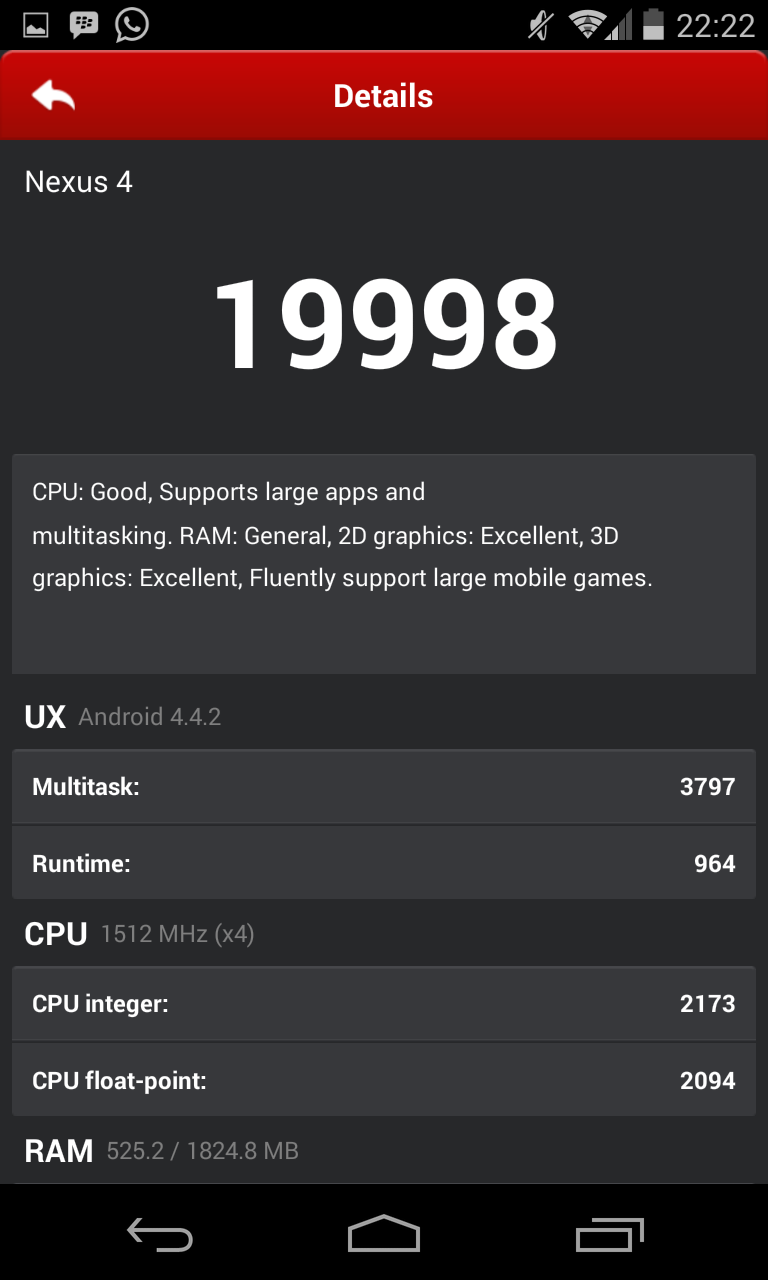 22:22
Details
Nexus 4
19998
CPU: Good, Supports large apps and
multitasking. RAM: General, 2D graphics: Excellent, 3D
graphics: Excellent, Fluently support large mobile games.
UX Android 4.4.2
Multitask: 3797
Runtime: 964
CPU 1512 MHz (x4)
CPU integer: 2173
CPU float-point: 2094
RAM 525.2 / 1824.8 MB